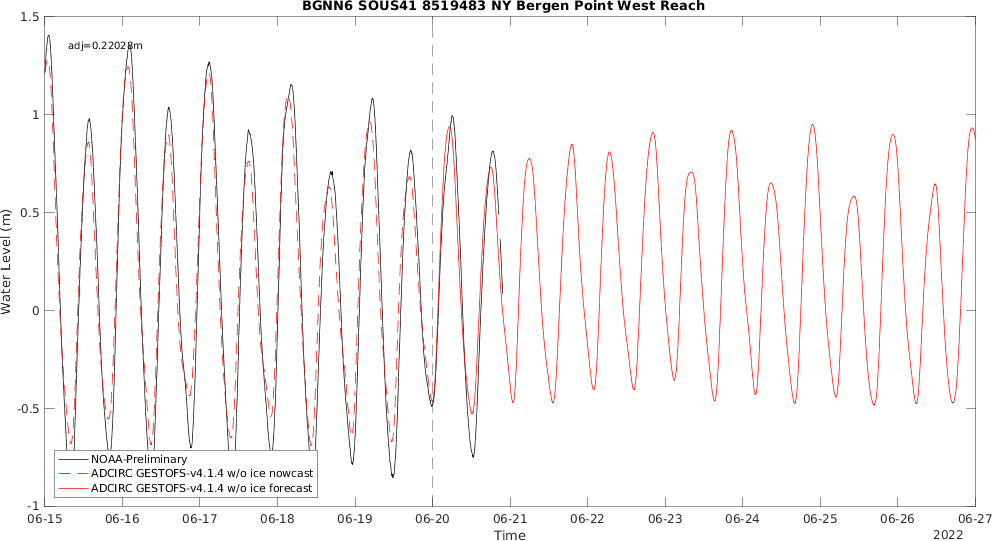 BGNN6 SOUS41 8519483 NY Bergen Point West Reach
adj=0.22028m
1.5
1
0.5
0
-0.5
-1
Water Level (m)
NOAA-Preliminary
ADCIRC GESTOFS-v4.1.4 w/o ice nowcast
ADCIRC GESTOFS-v4.1.4 w/o ice forecast
06-15 06-16 06-17 06-18 06-19 06-20 06-21 06-22 06-23 06-24 06-25 06-26 06-27
Time
2022